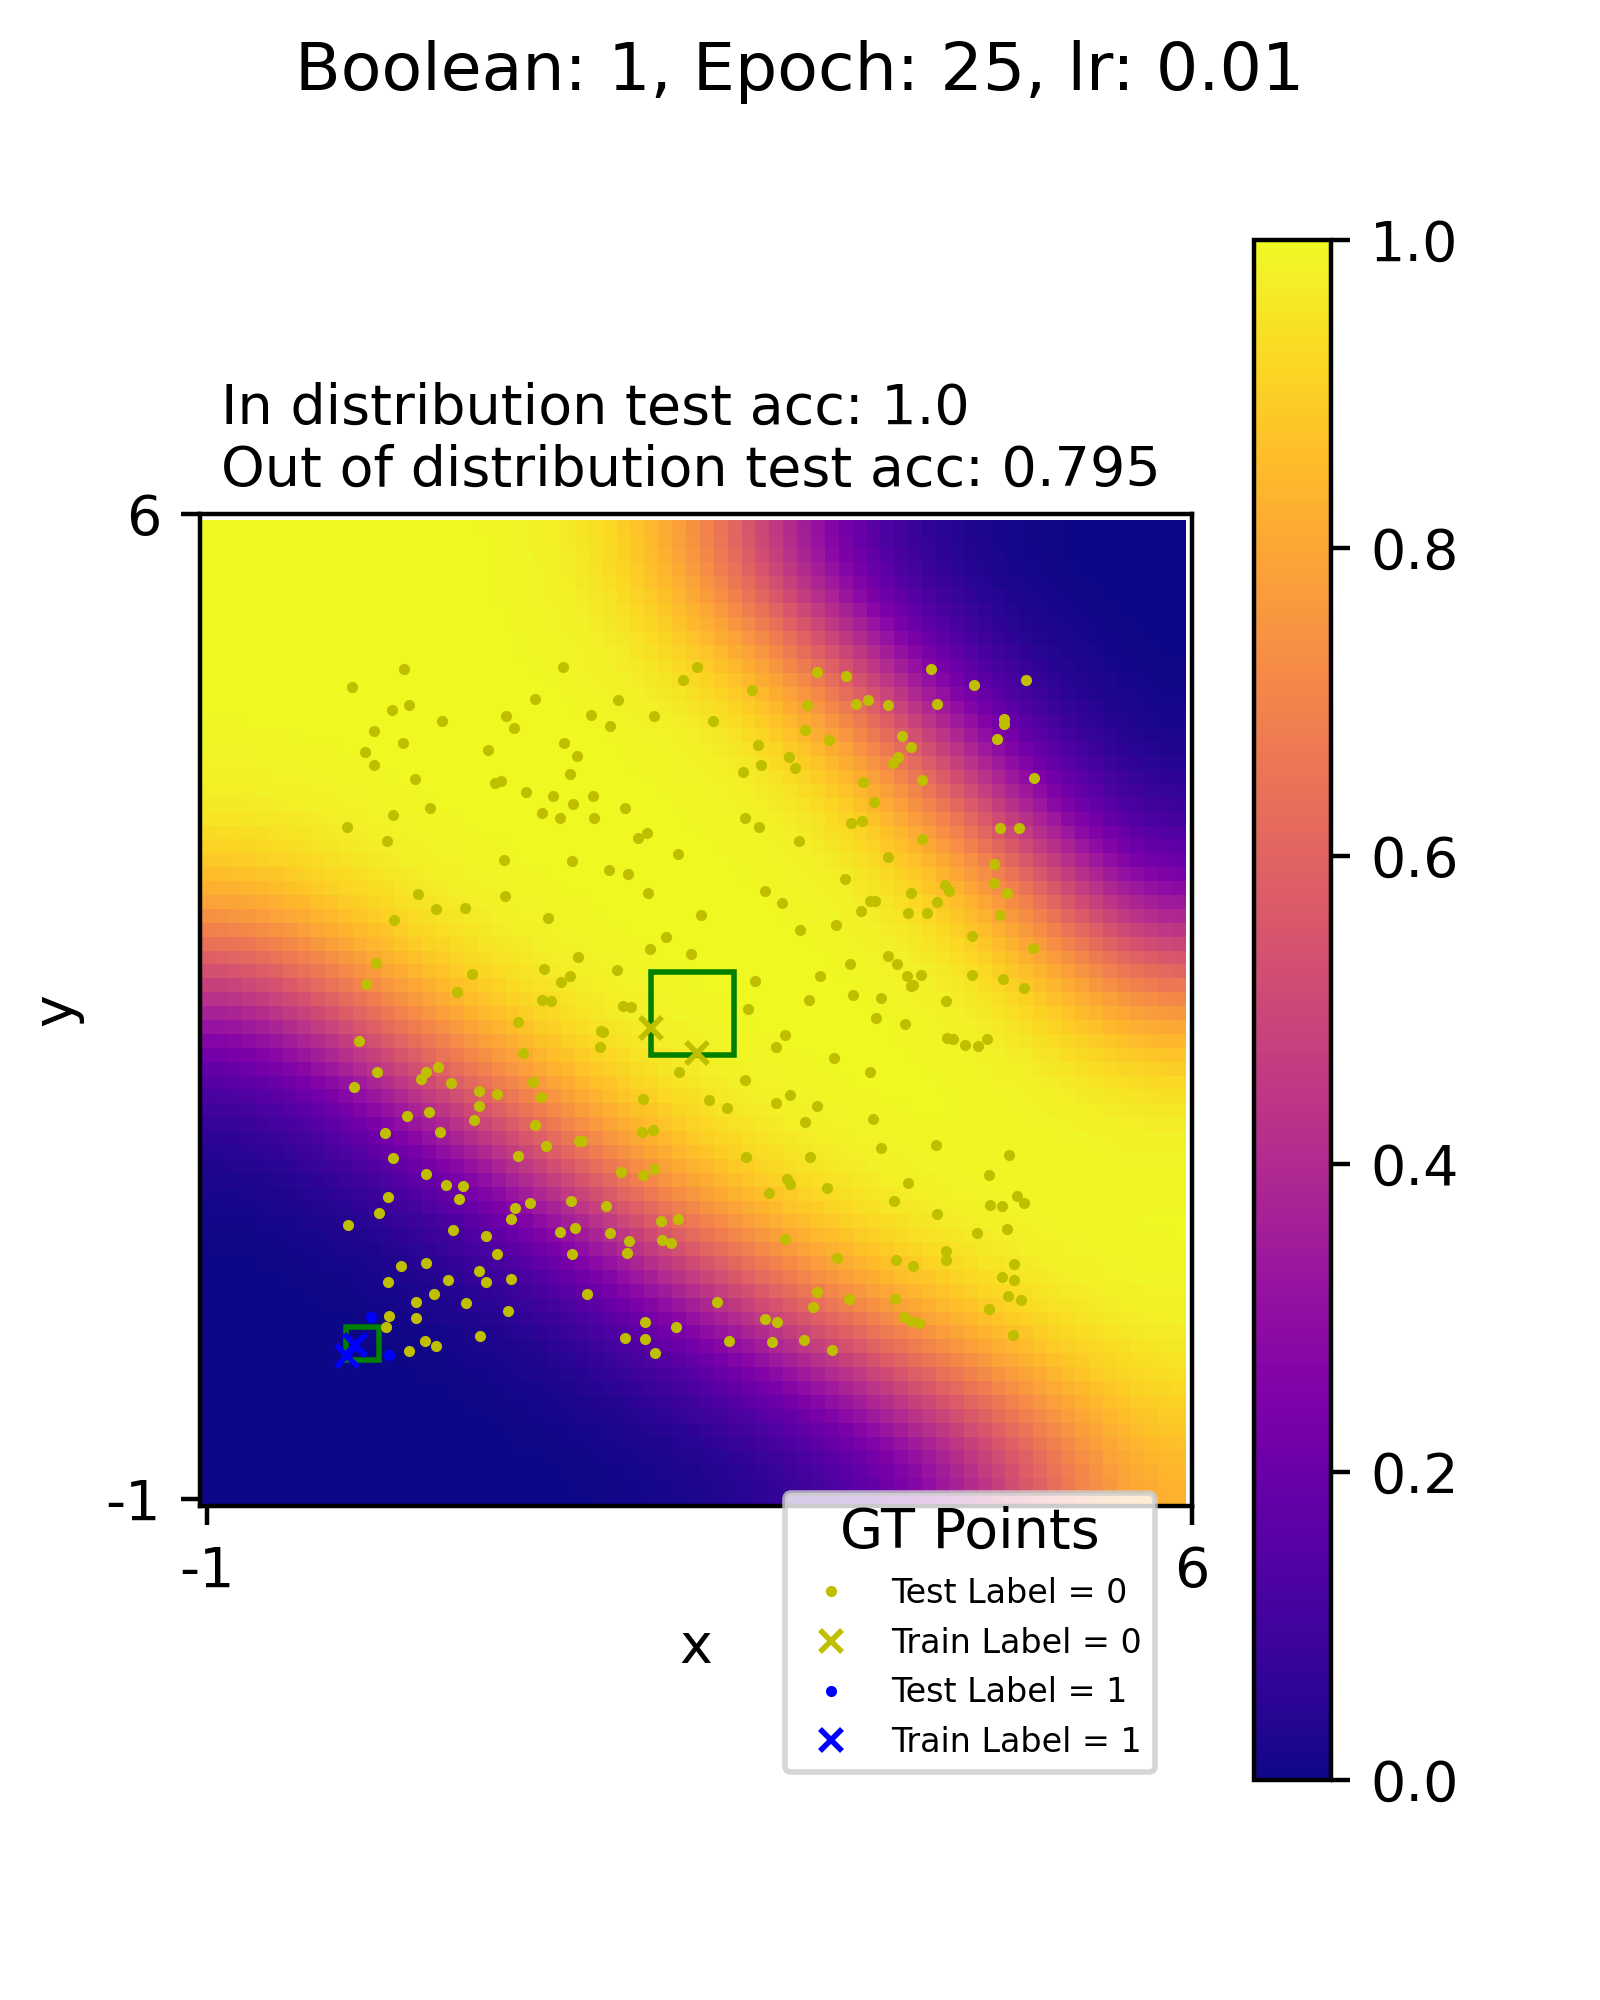 Boolean: 1, Epoch: 25, lr: 0.01
In distribution test acc: 1.0
Out of distribution test acc: 0.795
6
y
-1
-1
6
x
GT Points
Test Label = 0
Train Label = 0
Test Label = 1
Train Label = 1
1.0
0.8
0.6
0.4
0.2
0.0